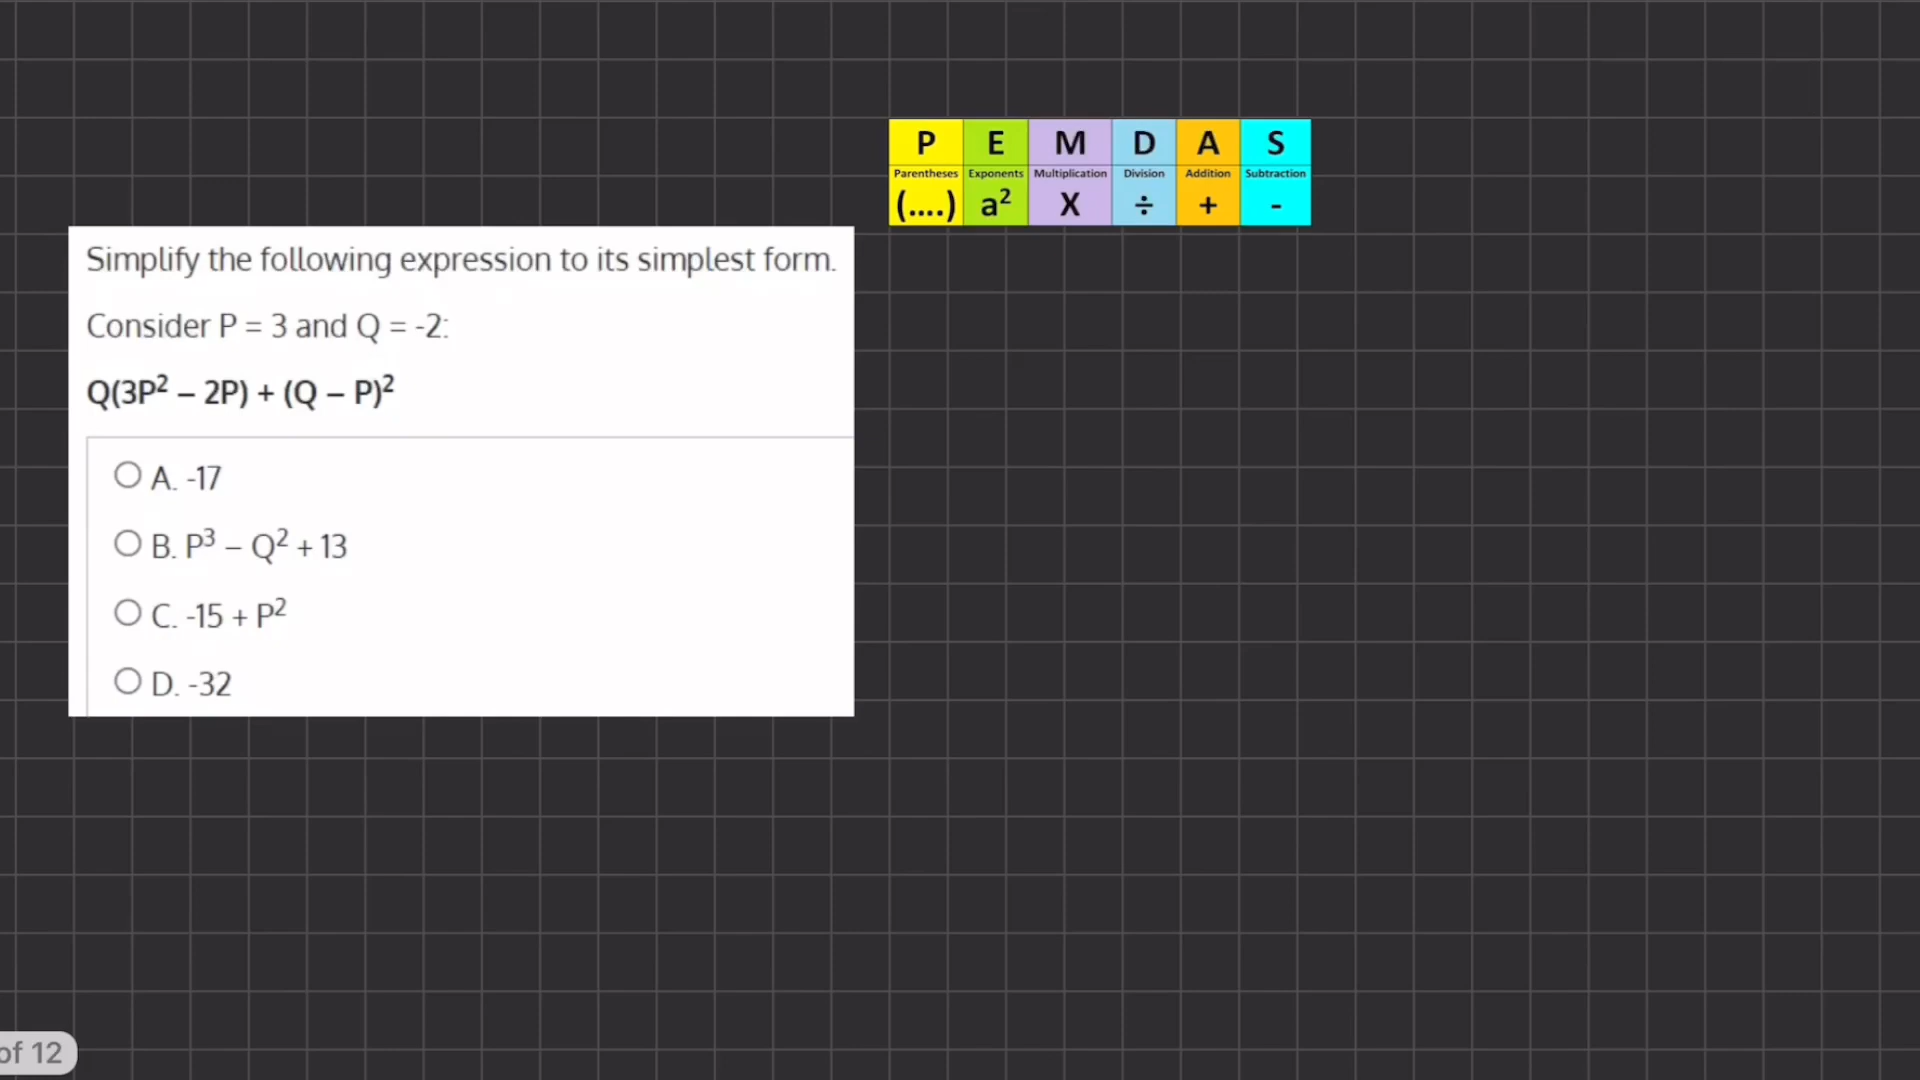 P E M D A S
Parentheses Exponents Multiplication Division Addition Subtraction
(....) a² X ÷ + -
Simplify the following expression to its simplest form.
Consider P = 3 and Q = -2:
Q(3P² – 2P) + (Q – P)²
A. -17
B. P³ – Q² + 13
C. -15 + P²
D. -32
of 12